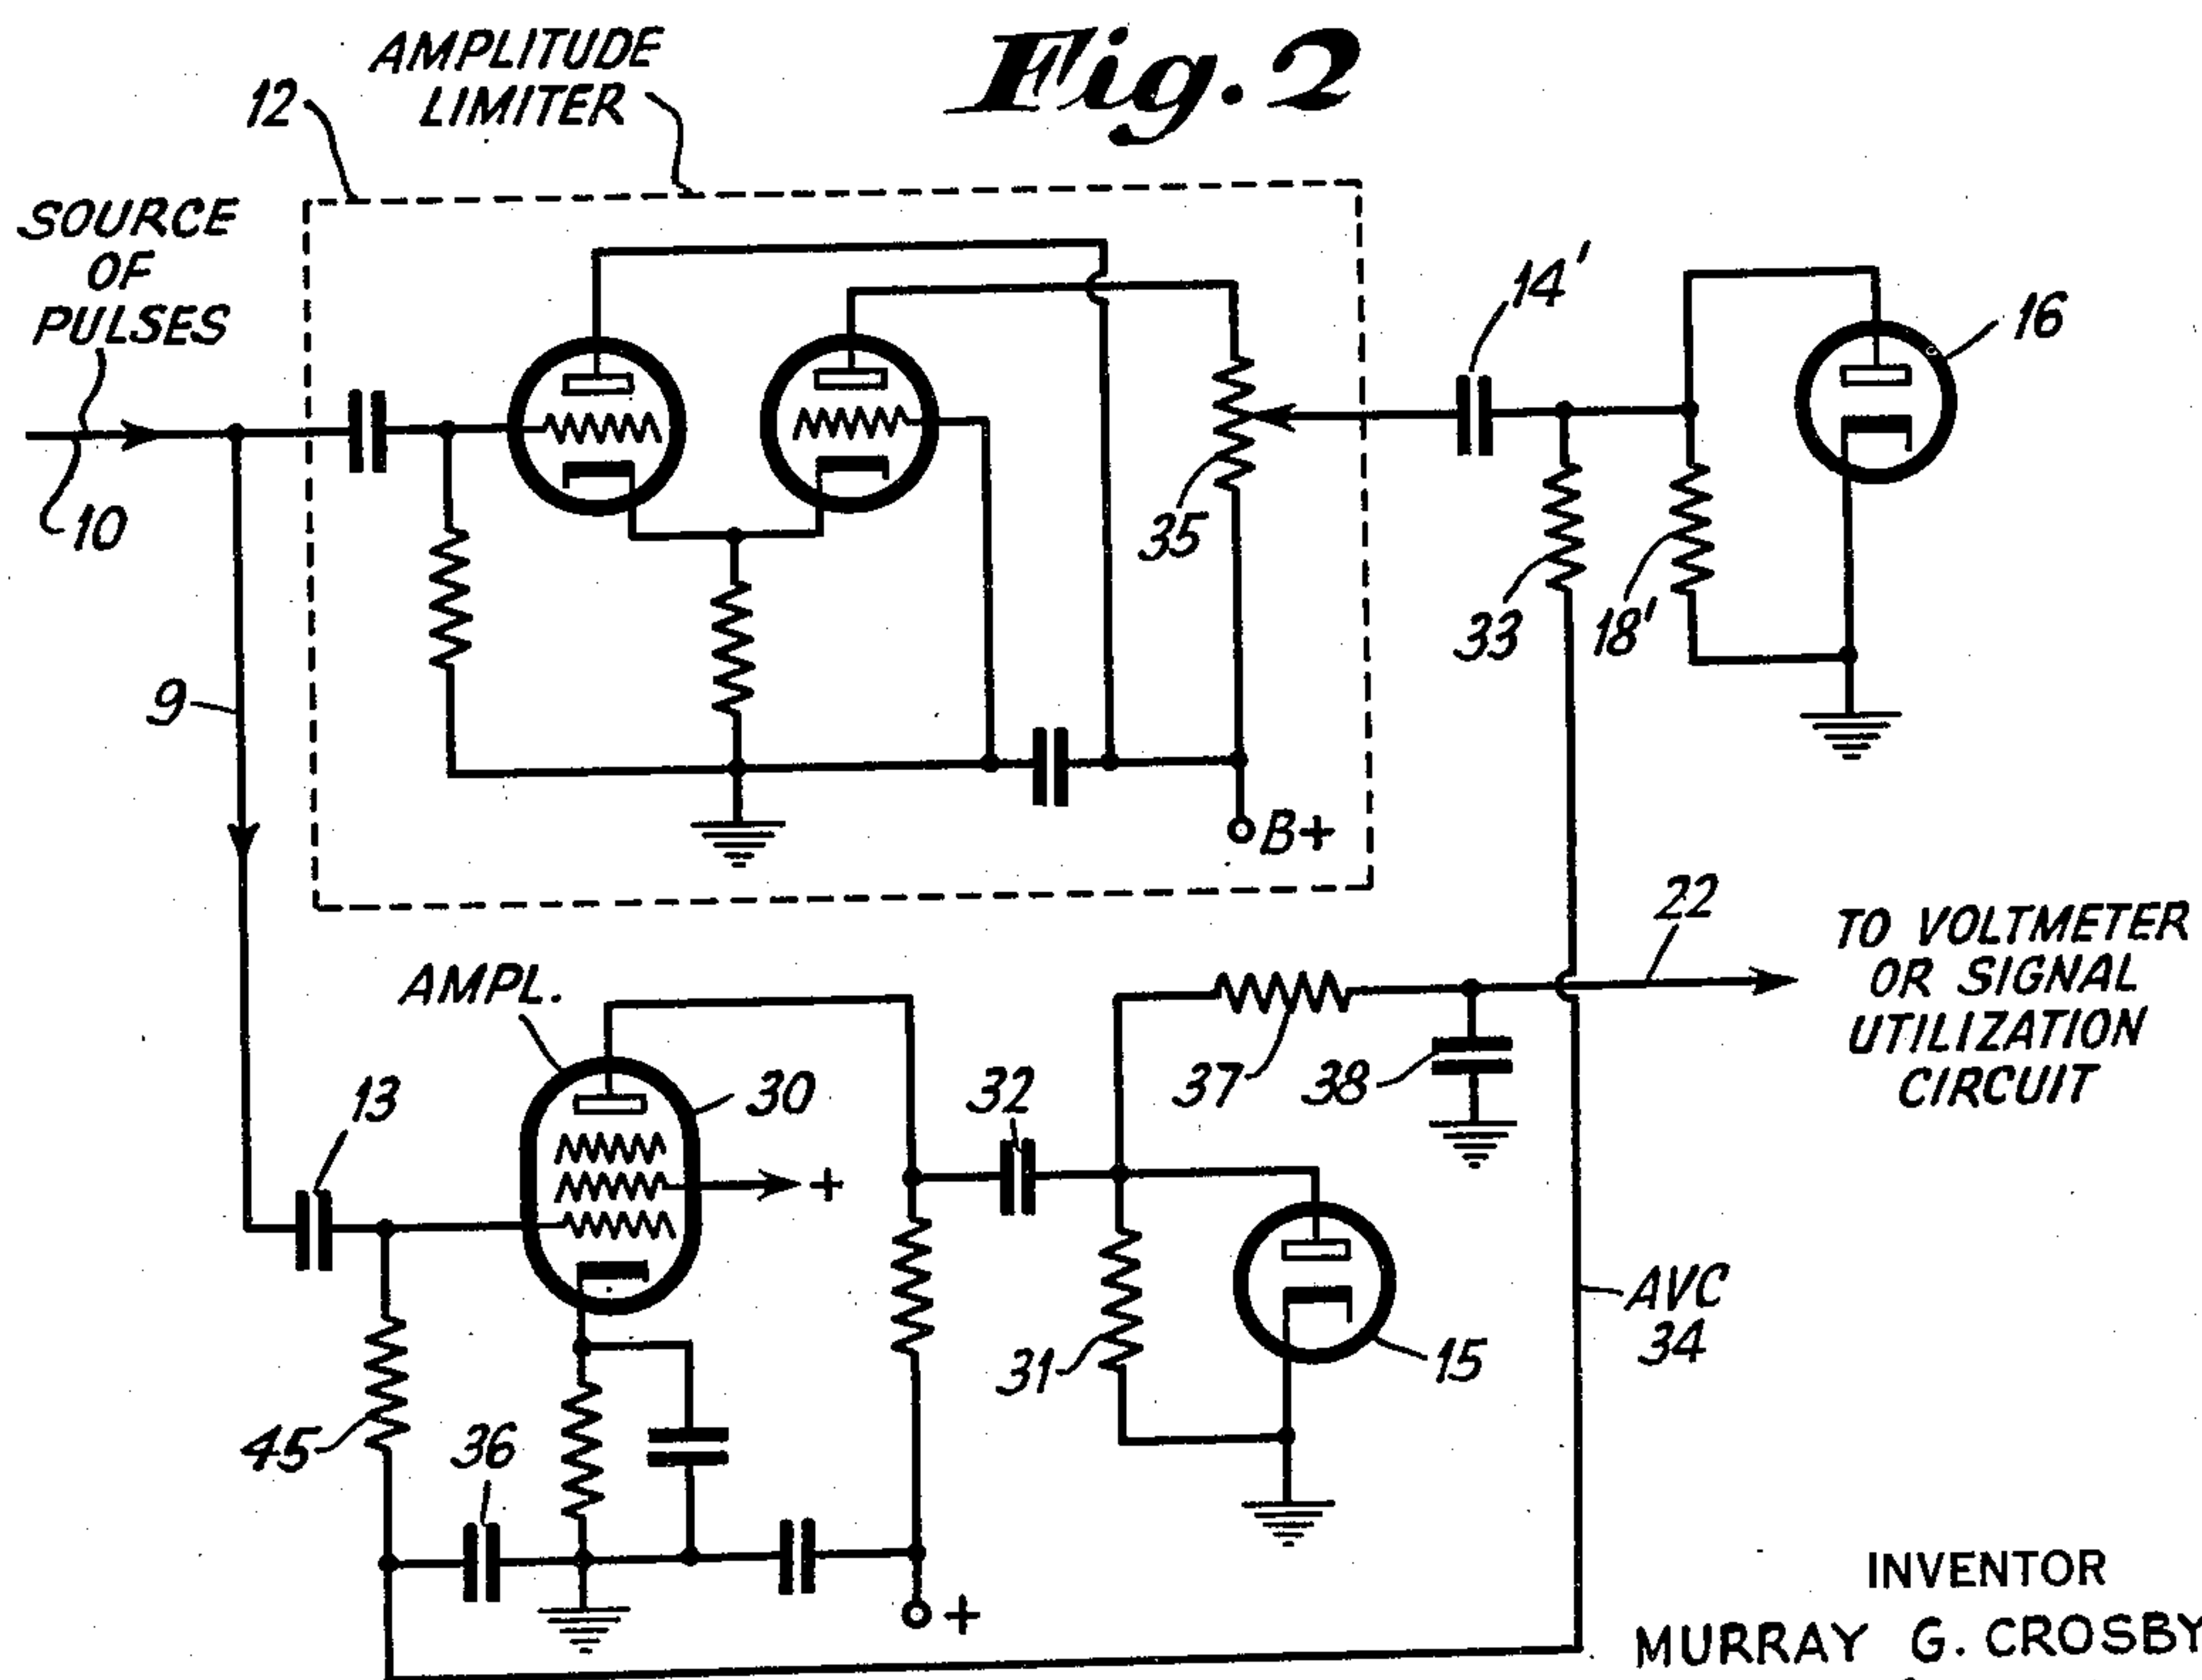 Fig. 2
AMPLITUDE
LIMITER
12
SOURCE
OF
PULSES
10
14'
16
35
33
18'
9
B+
22
TO VOLTMETER
OR SIGNAL
UTILIZATION
CIRCUIT
AMPL.
30
13
32
37
38
+
AVC
34
31
15
45
36
+
INVENTOR
MURRAY G. CROSBY